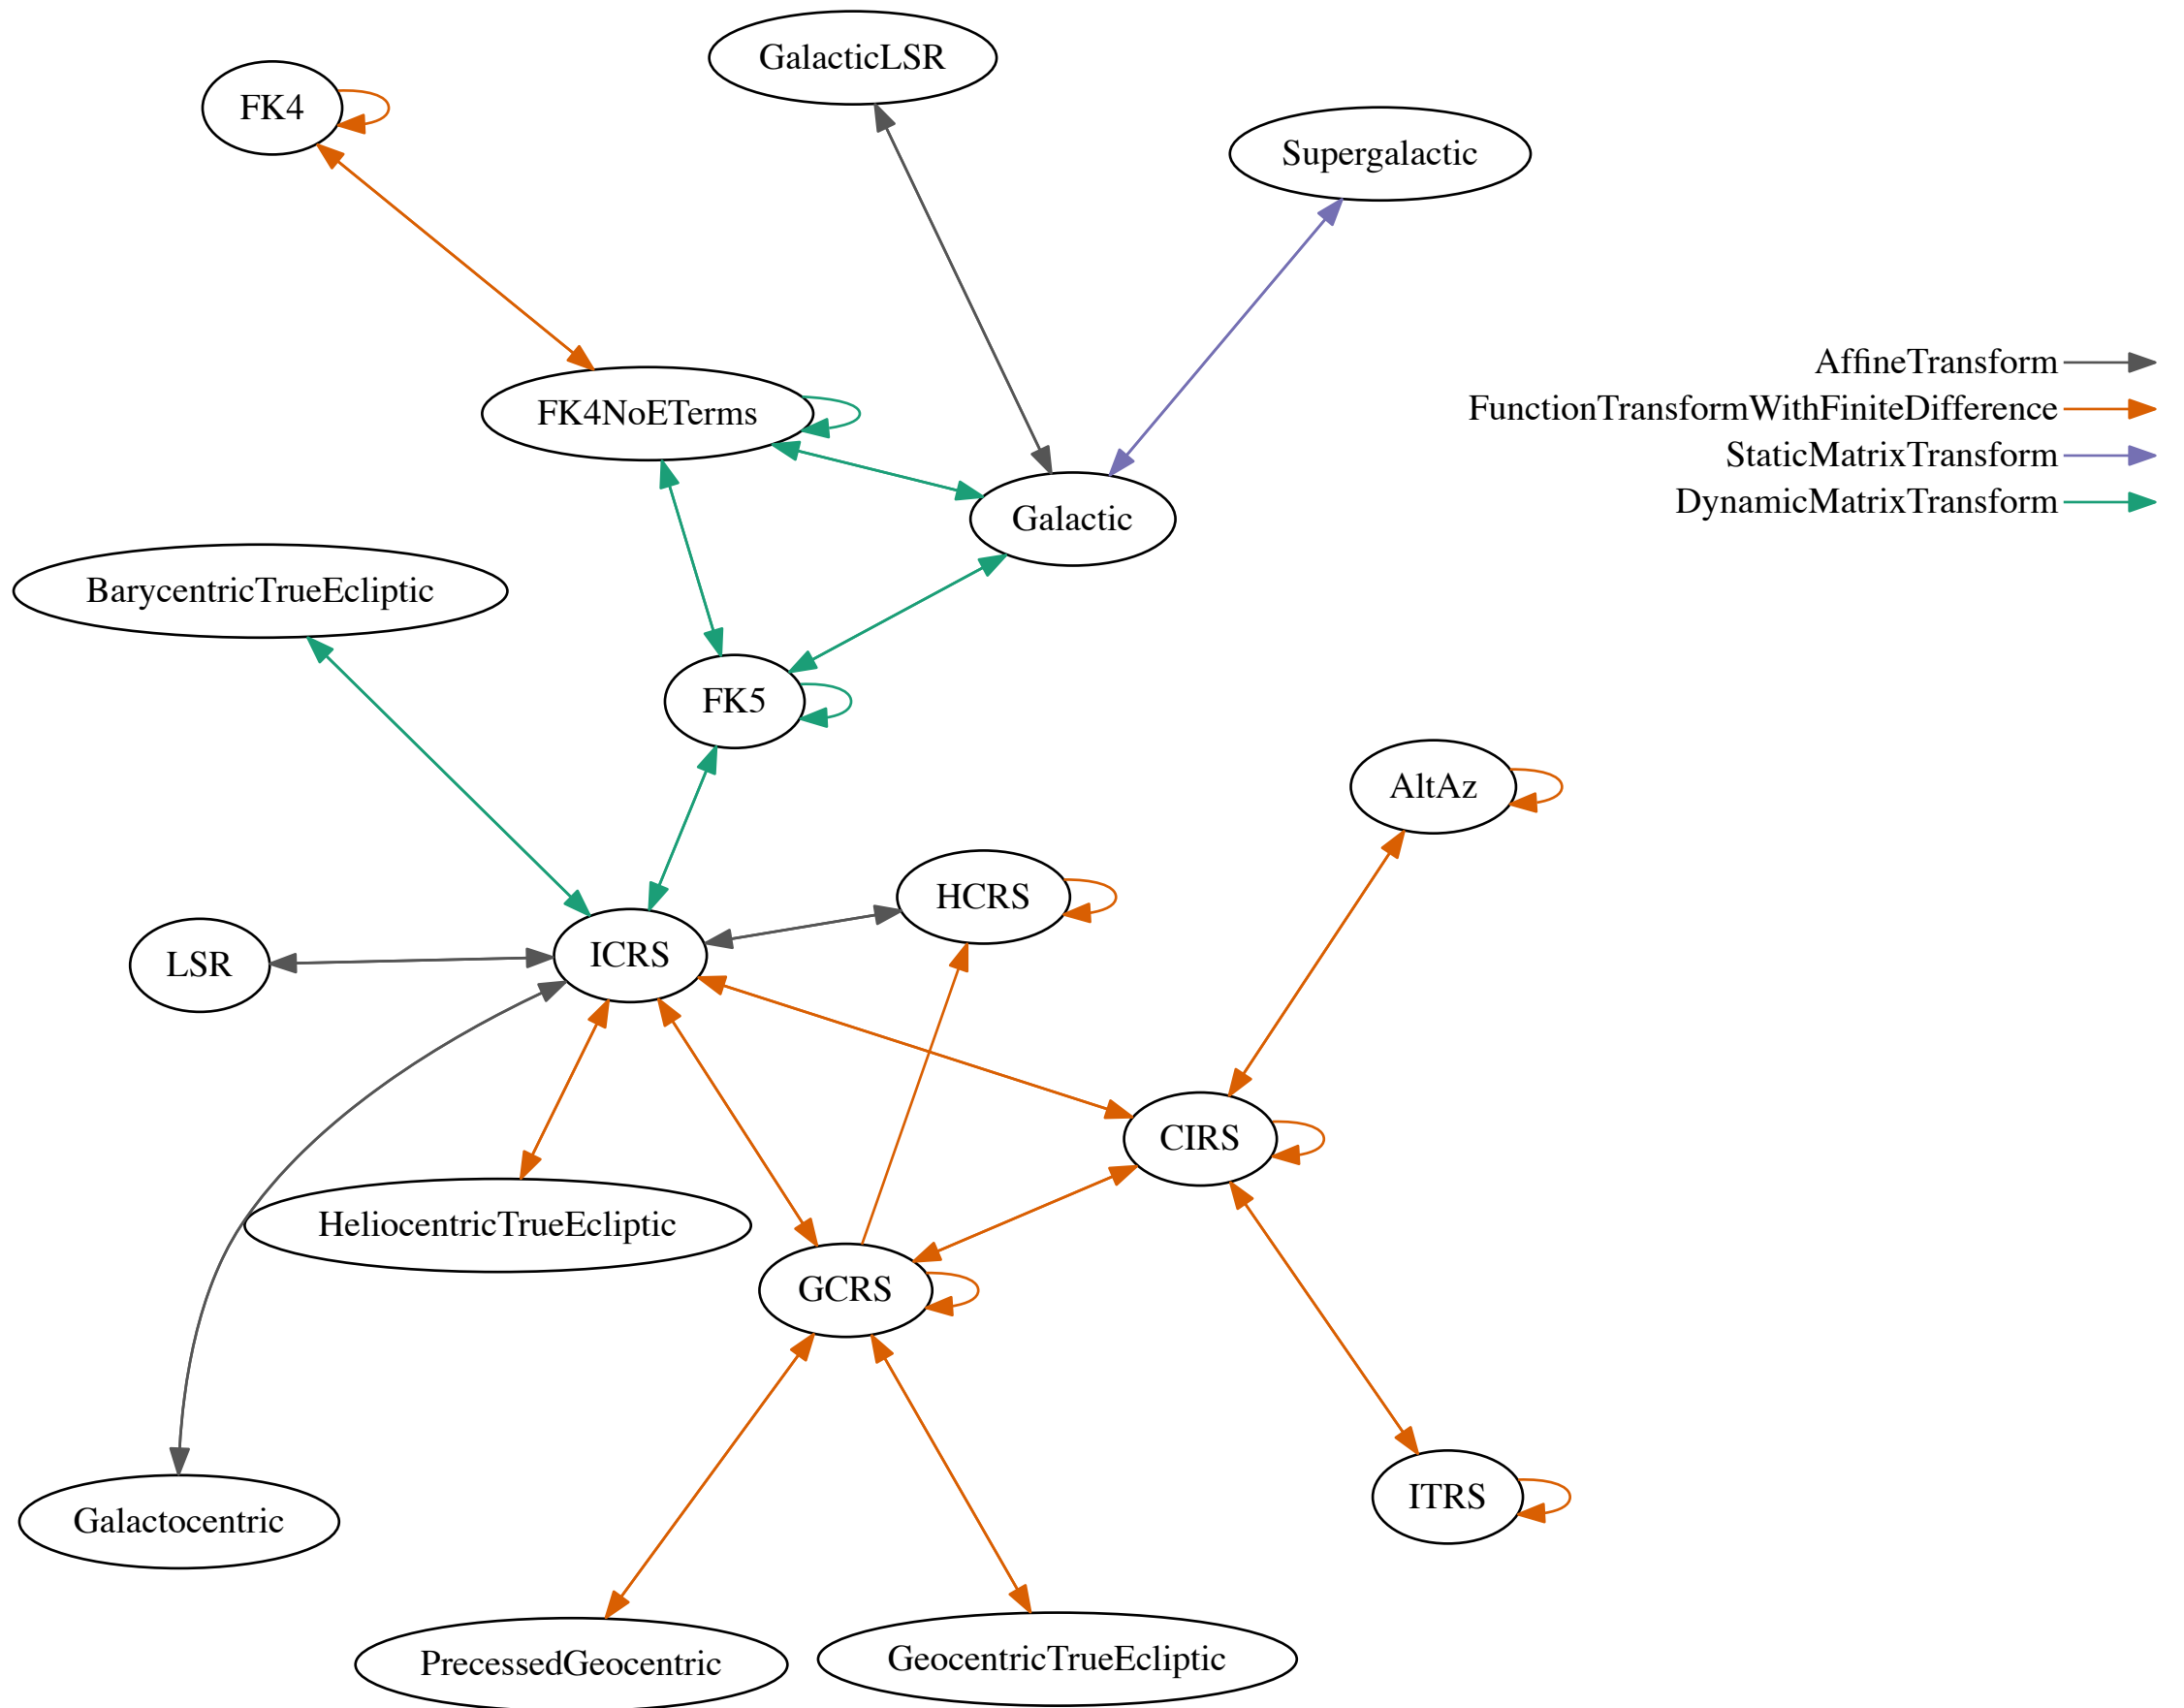 GalacticLSR
FK4
Supergalactic
AffineTransform
FunctionTransformWithFiniteDifference
FK4NoETerms
StaticMatrixTransform
DynamicMatrixTransform
Galactic
BarycentricTrueEcliptic
FK5
AltAz
HCRS
ICRS
LSR
CIRS
HeliocentricTrueEcliptic
GCRS
ITRS
Galactocentric
GeocentricTrueEcliptic
PrecessedGeocentric